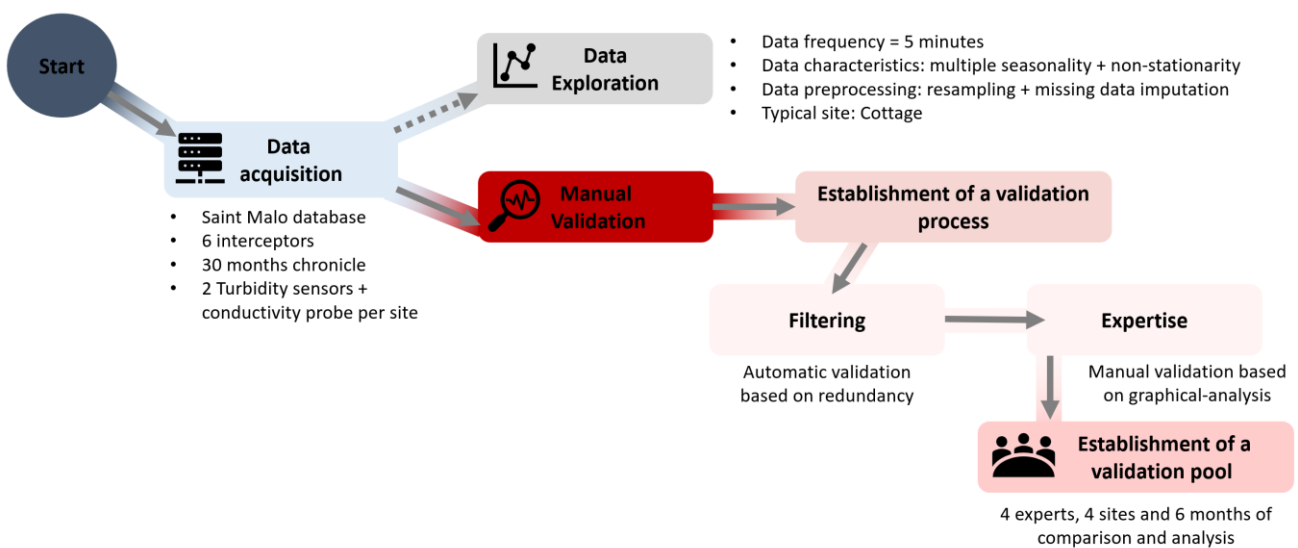 Start
Data
acquisition
• Saint Malo database
• 6 interceptors
• 30 months chronicle
• 2 Turbidity sensors +
conductivity probe per site
Data
Exploration
• Data frequency = 5 minutes
• Data characteristics: multiple seasonality + non-stationarity
• Data preprocessing: resampling + missing data imputation
• Typical site: Cottage
Manual
Validation
Establishment of a validation
process
Filtering
Automatic validation
based on redundancy
Expertise
Manual validation based
on graphical-analysis
Establishment of a
validation pool
4 experts, 4 sites and 6 months of
comparison and analysis